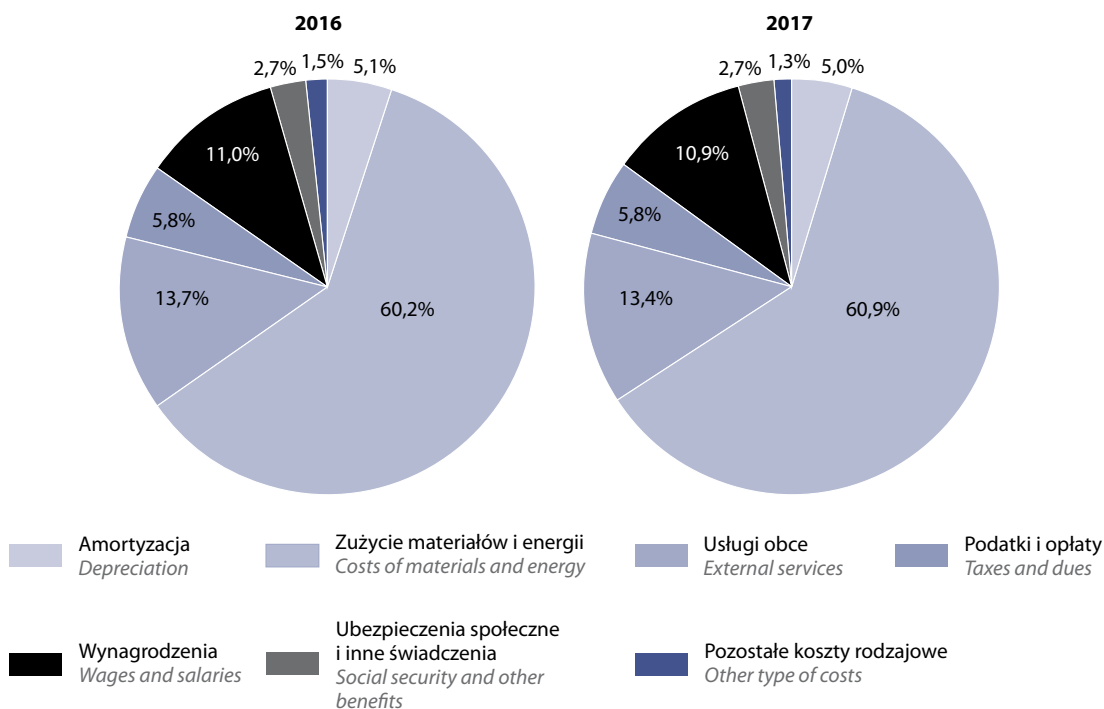 2016
2,7% 1,5% 5,1%
11,0%
5,8%
13,7%
60,2%
2017
2,7% 1,3% 5,0%
10,9%
5,8%
13,4%
60,9%
Amortyzacja
Depreciation
Zużycie materiałów i energii
Costs of materials and energy
Usługi obce
External services
Podatki i opłaty
Taxes and dues
Wynagrodzenia
Wages and salaries
Ubezpieczenia społeczne
i inne świadczenia
Social security and other
benefits
Pozostałe koszty rodzajowe
Other type of costs